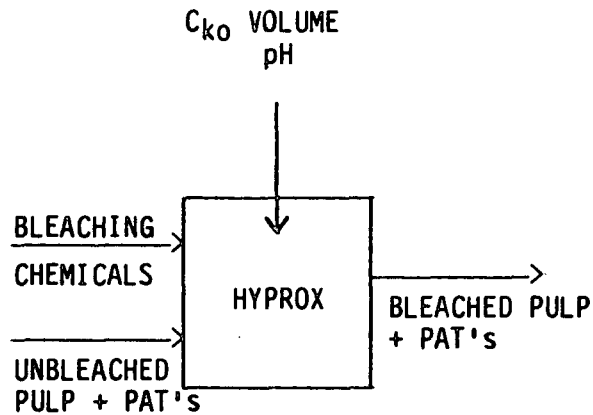 Cko VOLUME
pH
BLEACHING
CHEMICALS
HYPROX
BLEACHED PULP
+ PAT's
UNBLEACHED
PULP + PAT's